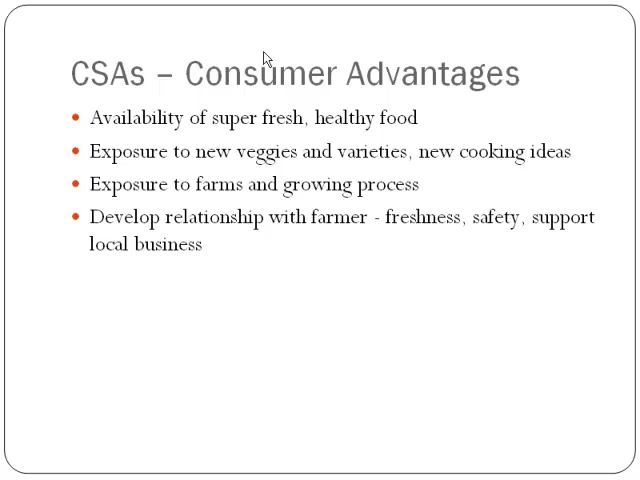 CSAs – Consumer Advantages
• Availability of super fresh, healthy food
• Exposure to new veggies and varieties, new cooking ideas
• Exposure to farms and growing process
• Develop relationship with farmer - freshness, safety, support
local business